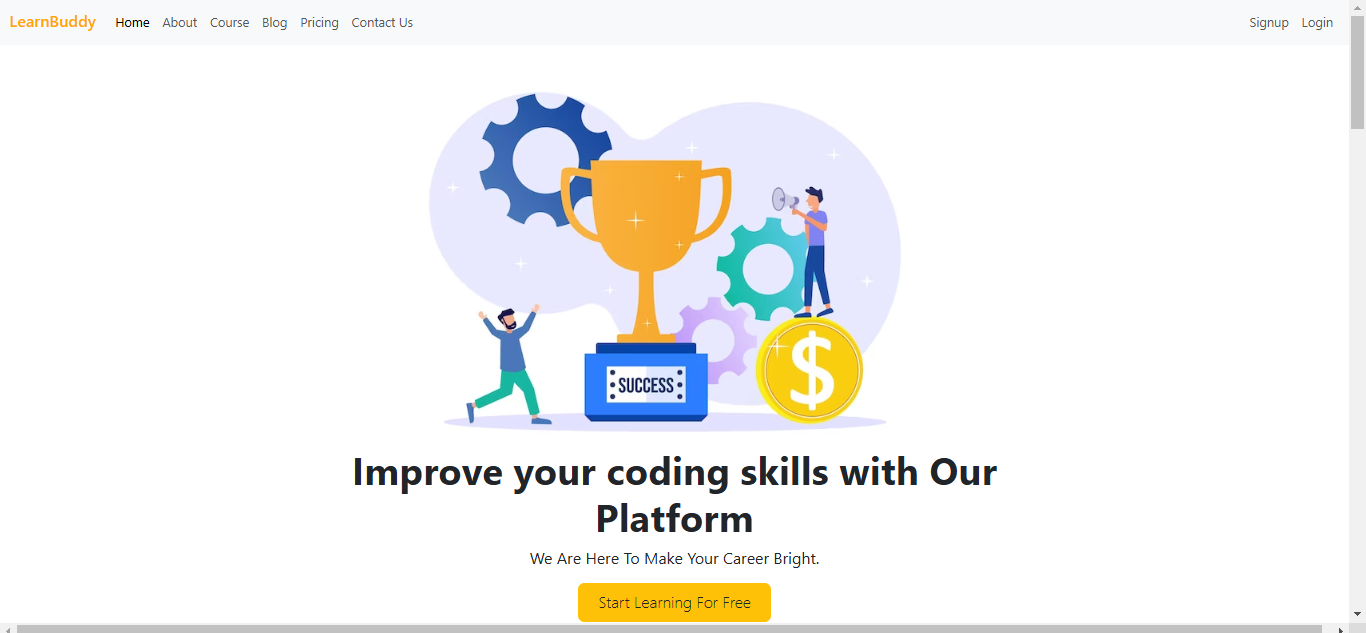 LearnBuddy Home About Course Blog Pricing Contact Us Signup Login
SUCCESS
$
Improve your coding skills with Our
Platform
We Are Here To Make Your Career Bright.
Start Learning For Free